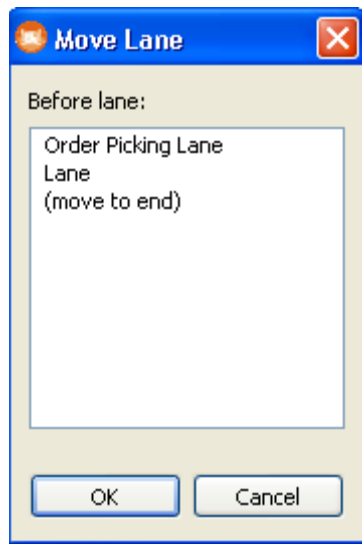 Move Lane
Before lane:
Order Picking Lane
Lane
(move to end)
OK
Cancel